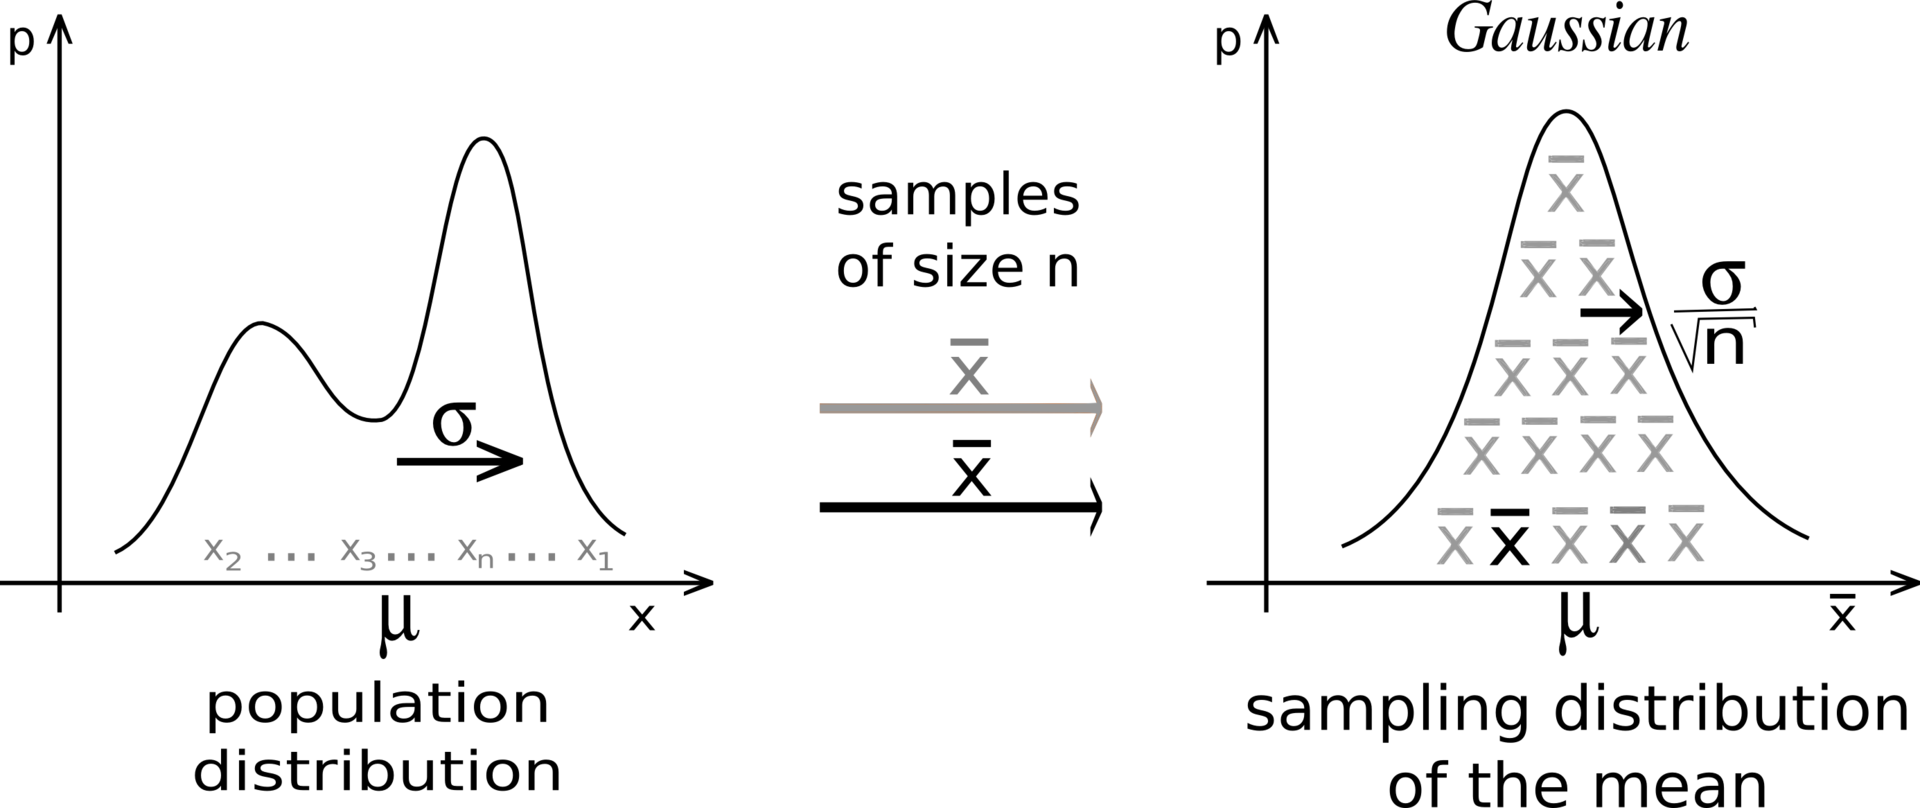 p
σ
x₂ ... x₃ ... xₙ ... x₁
μ
x
population
distribution
samples
of size n
x̄
x̄
Gaussian
p
x̄
x̄ x̄
σ
√n
x̄ x̄ x̄
x̄ x̄ x̄ x̄
x̄ x̄ x̄ x̄ x̄
μ
x̄
sampling distribution
of the mean